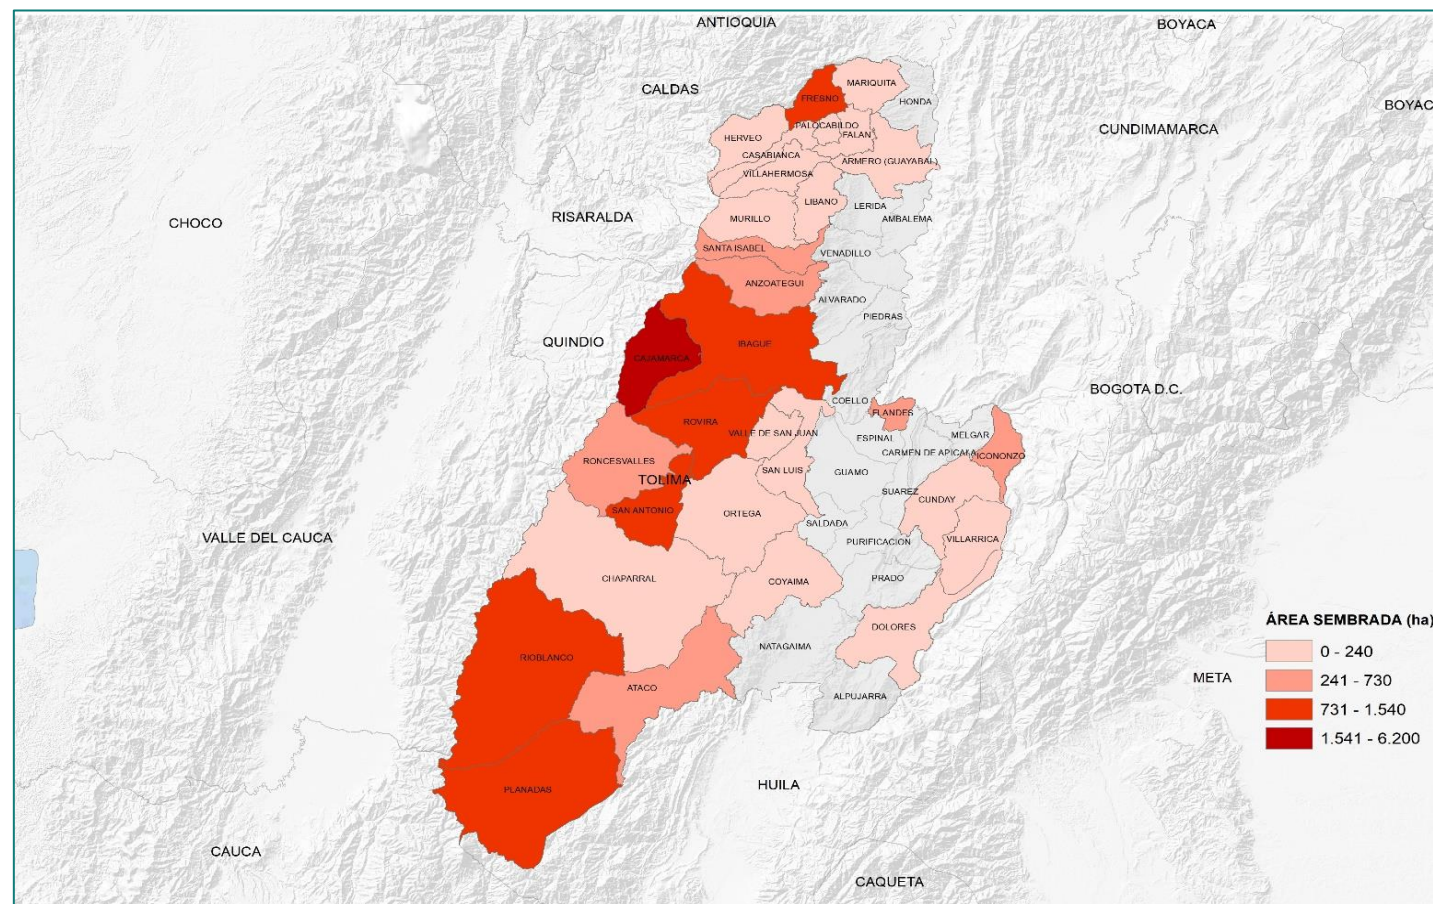 ANTIOQUIA
BOYACA
CALDAS
MARIQUITA
FRESNO
HONDA
BOYAC
CUNDIMAMARCA
PALOCABILDO
FALAN
HERVEO
CASABIANCA
ARMERO (GUAYABAL)
VILLAHERMOSA
LIBANO
LERIDA
AMBALEMA
CHOCO
RISARALDA
MURILLO
SANTA ISABEL
VENADILLO
ANZOATEGUI
ALVARADO
PIEDRAS
QUINDIO
IBAGUE
CAJAMARCA
BOGOTA D.C.
COELLO
FLANDES
ROVIRA
VALLE DE SAN JUAN
ESPINAL
MELGAR
CARMEN DE APICALA
ICONONZO
RONCESVALLES
SAN LUIS
GUAMO
TOLIMA
SUAREZ
CUNDAY
SAN ANTONIO
ORTEGA
SALDADA
VALLE DEL CAUCA
PURIFICACION
VILLARRICA
CHAPARRAL
COYAIMA
PRADO
DOLORES
ÁREA SEMBRADA (ha)
0 - 240
241 - 730
731 - 1.540
1.541 - 6.200
NATAGAIMA
RIOBLANCO
META
ATACO
ALPUJARRA
HUILA
PLANADAS
CAUCA
CAQUETA